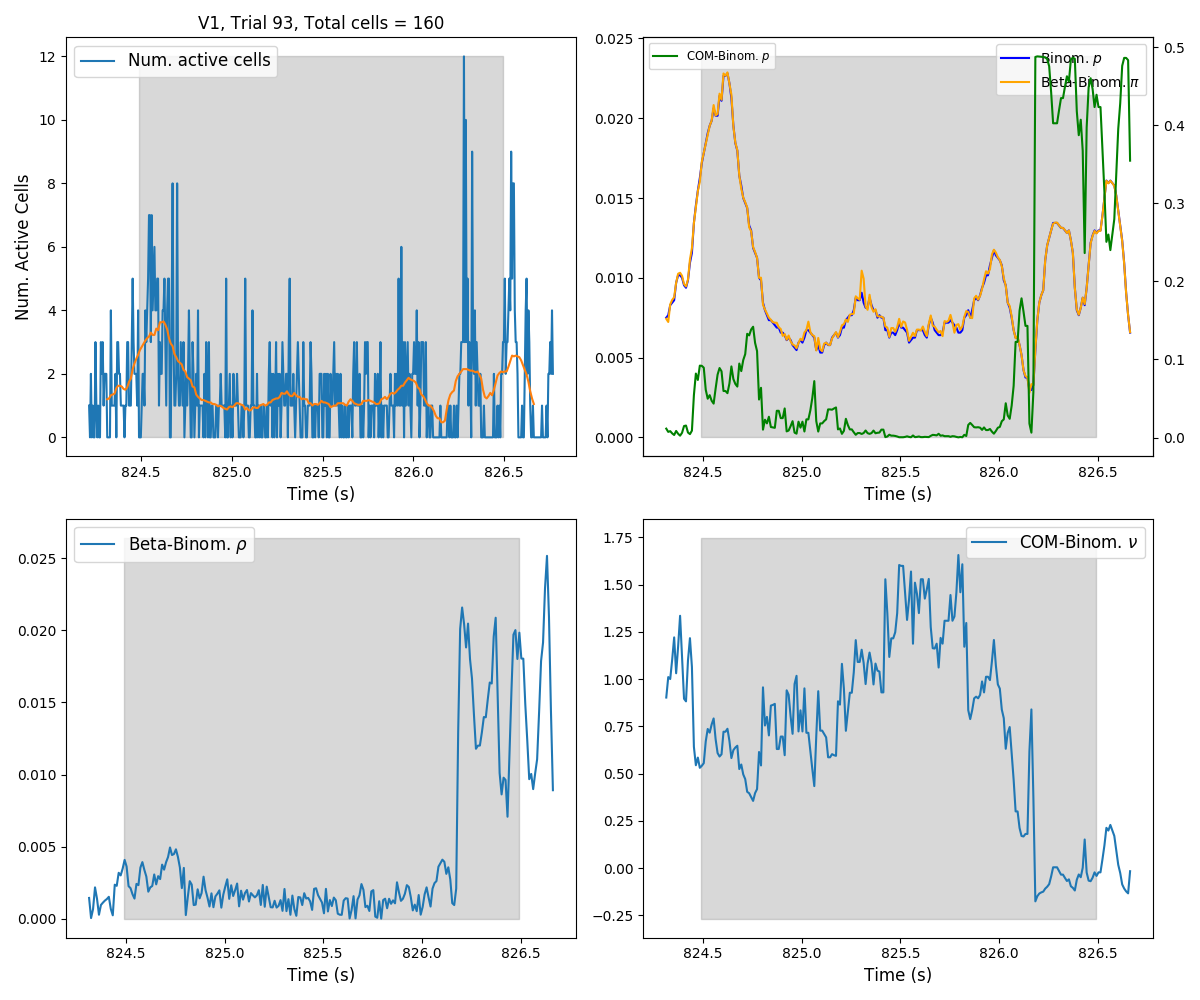 V1, Trial 93, Total cells = 160
Num. active cells
Num. Active Cells
12
10
8
6
4
2
0
824.5 825.0 825.5 826.0 826.5
Time (s)
COM-Binom. p
Binom. p
Beta-Binom. π
0.025
0.020
0.015
0.010
0.005
0.000
0.5
0.4
0.3
0.2
0.1
0.0
824.5 825.0 825.5 826.0 826.5
Time (s)
Beta-Binom. ρ
0.025
0.020
0.015
0.010
0.005
0.000
824.5 825.0 825.5 826.0 826.5
Time (s)
COM-Binom. ν
1.75
1.50
1.25
1.00
0.75
0.50
0.25
0.00
−0.25
824.5 825.0 825.5 826.0 826.5
Time (s)